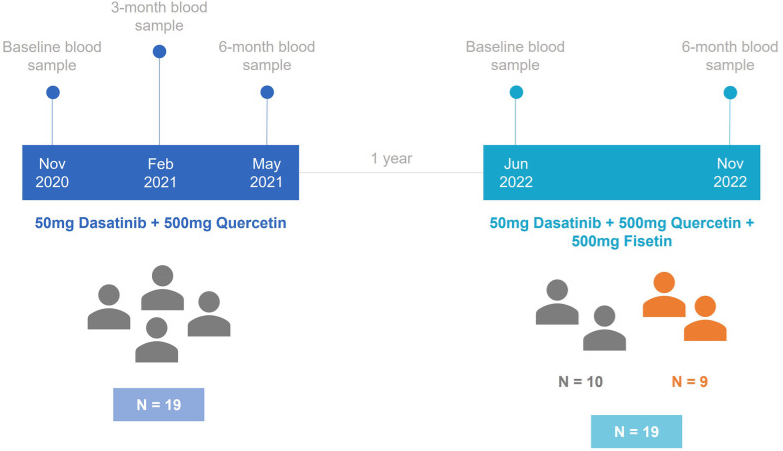 3-month blood
sample
Baseline blood
sample
6-month blood
sample
Baseline blood
sample
6-month blood
sample
Nov
2020
Feb
2021
May
2021
1 year
Jun
2022
Nov
2022
50mg Dasatinib + 500mg Quercetin
50mg Dasatinib + 500mg Quercetin +
500mg Fisetin
N = 10
N = 9
N = 19
N = 19